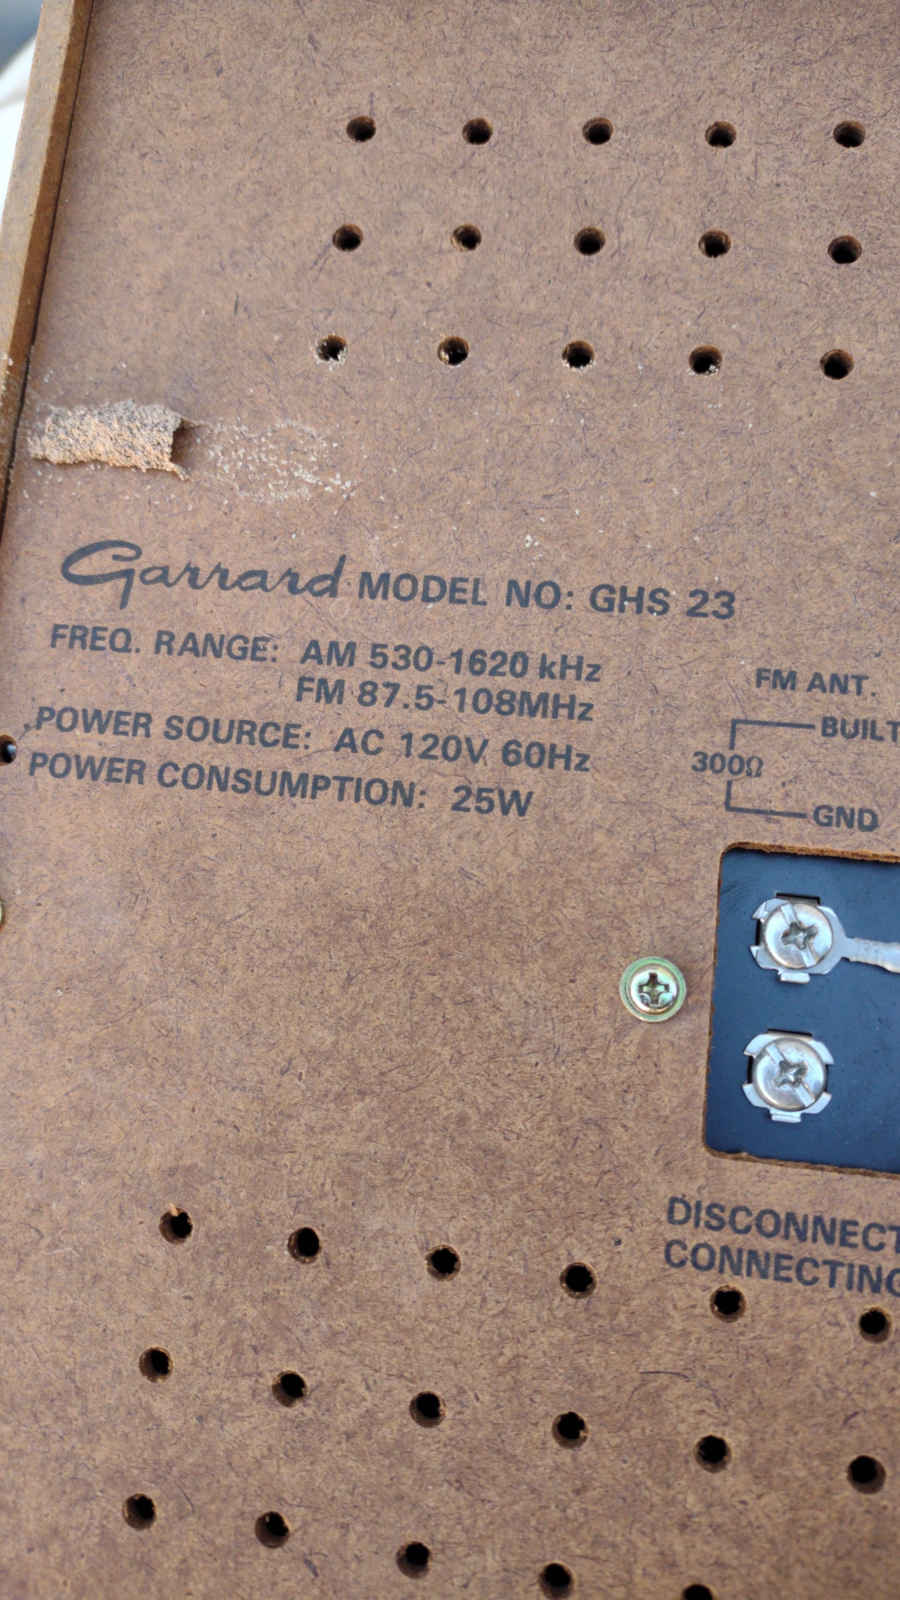 Garrard MODEL NO: GHS 23
FREQ. RANGE: AM 530-1620 kHz
FM 87.5-108MHz
POWER SOURCE: AC 120V 60Hz
POWER CONSUMPTION: 25W
FM ANT.
BUILT
300Ω
GND
DISCONNECT
CONNECTING